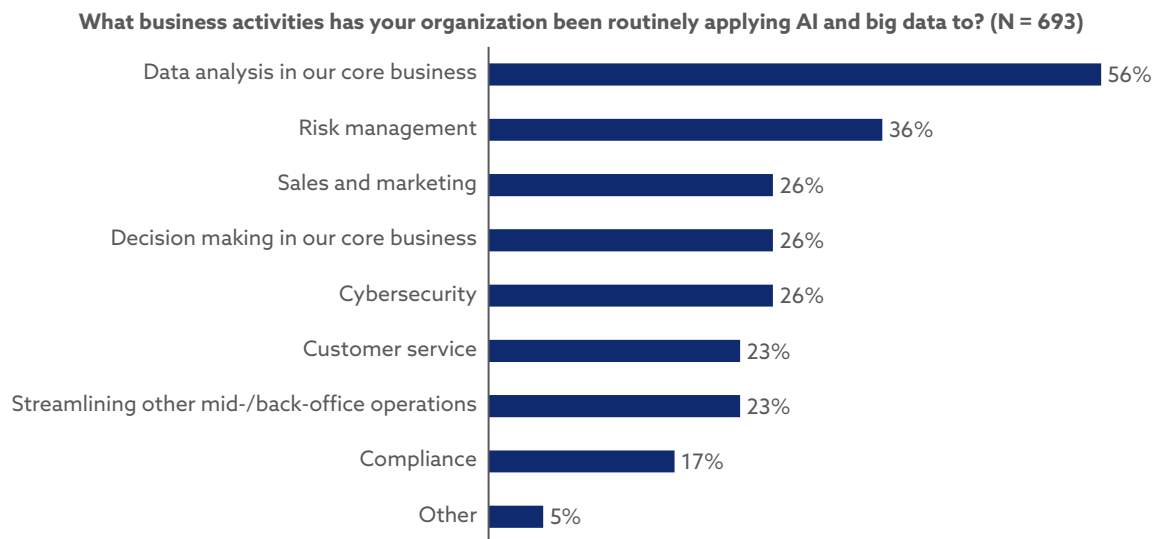 What business activities has your organization been routinely applying AI and big data to? (N = 693)
Data analysis in our core business 56%
Risk management 36%
Sales and marketing 26%
Decision making in our core business 26%
Cybersecurity 26%
Customer service 23%
Streamlining other mid-/back-office operations 23%
Compliance 17%
Other 5%